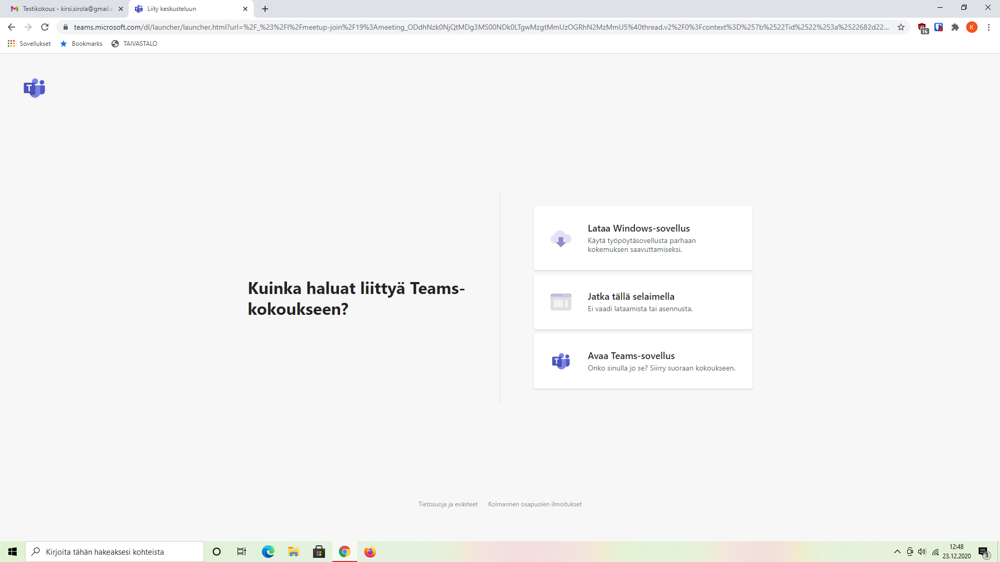 Testikokous - kirsi.sirola@gmail.c
Liity keskusteluun
teams.microsoft.com/dl/launcher/launcher.html?url=%2F_%23%2Fl%2Fmeetup-join%2F19%3Ameeting_ODdhNzk0NjQtMDg3MS00NDk0LTgwMzgtMmUzOGRhN2MzMmU5%40thread.v2%2F0%3Fcontext%3D%257b%2522Tid%2522%253a%2522682d22...
16
K
Sovellukset
Bookmarks
TAIVASTALO
T
Lataa Windows-sovellus
Käytä työpöytäsovellusta parhaan
kokemuksen saavuttamiseksi.
Kuinka haluat liittyä Teams-
kokoukseen?
Jatka tällä selaimella
Ei vaadi lataamista tai asennusta.
T
Avaa Teams-sovellus
Onko sinulla jo se? Siirry suoraan kokoukseen.
Tietosuoja ja evästeet
Kolmannen osapuolen ilmoitukset
Kirjoita tähän hakeaksesi kohteista
12:48
23.12.2020
3